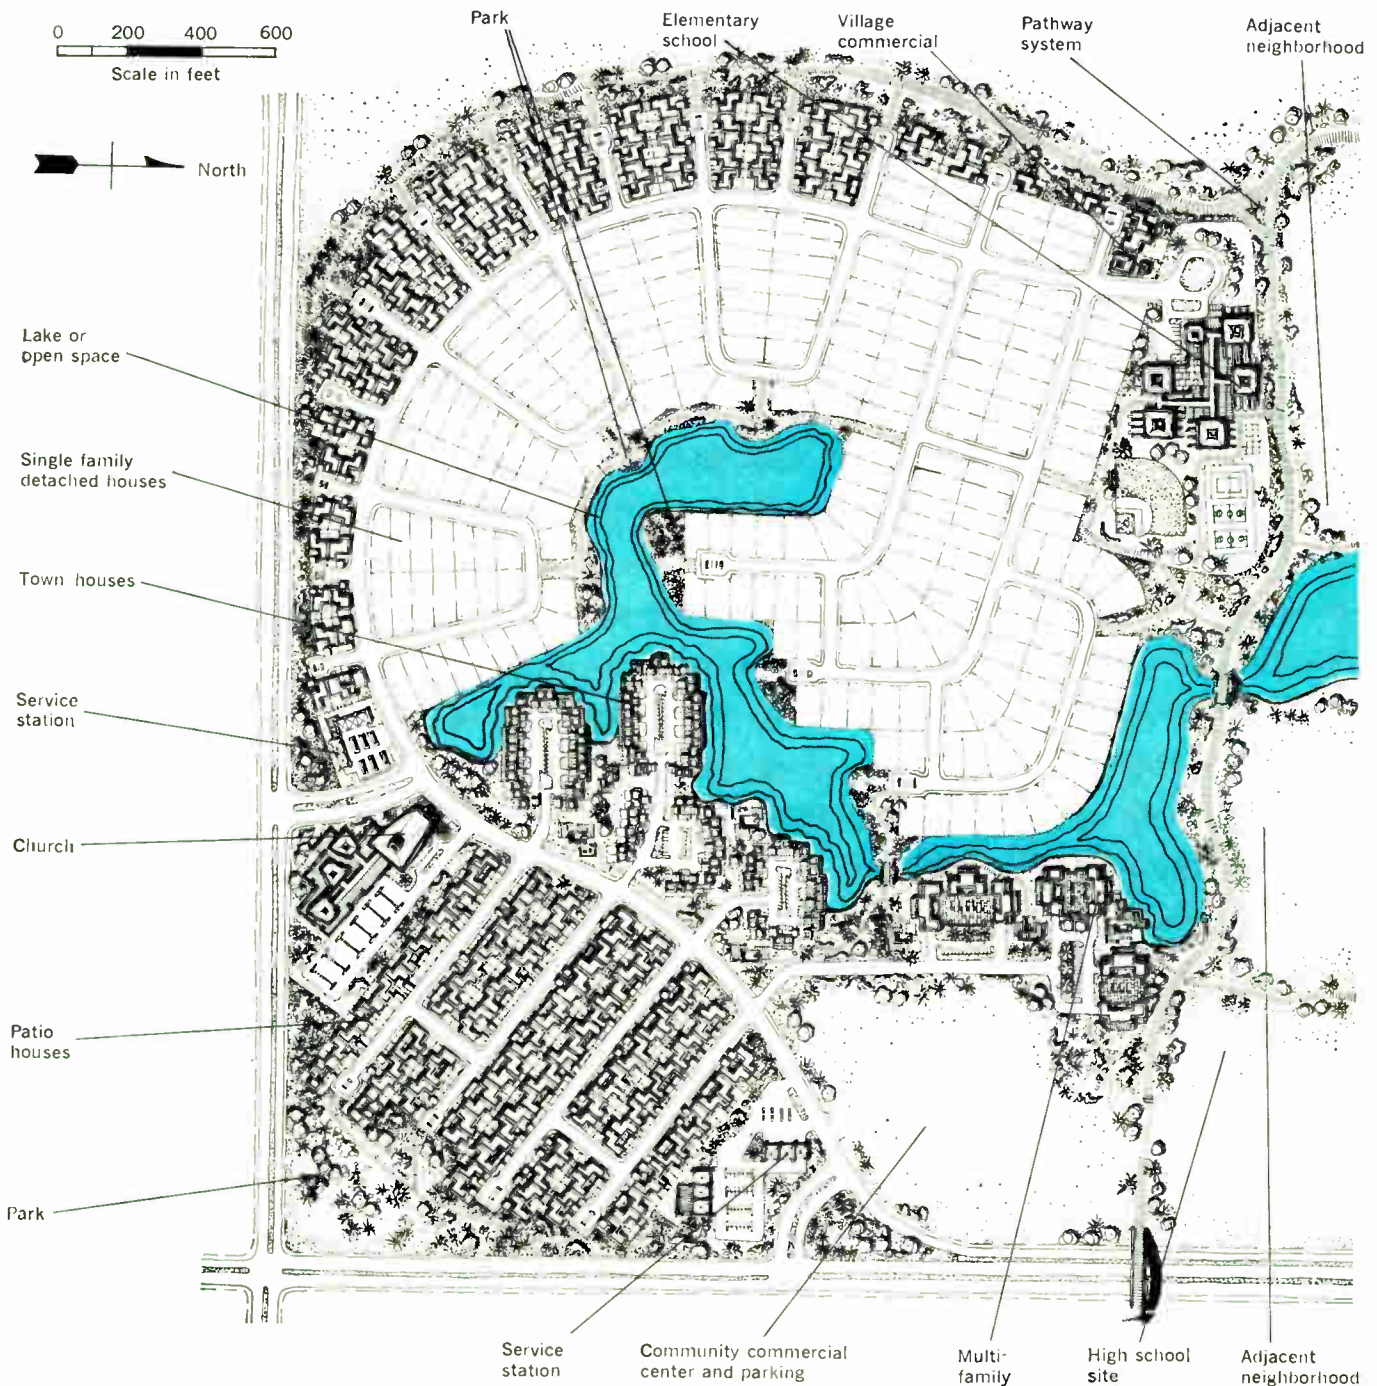 0 200 400 600
Scale in feet
North
Park
Elementary
school
Village
commercial
Pathway
system
Adjacent
neighborhood
Lake or
open space
Single family
detached houses
Town houses
Service
station
Church
Patio
houses
Park
Service
station
Community commercial
center and parking
Multi-
family
High school
site
Adjacent
neighborhood